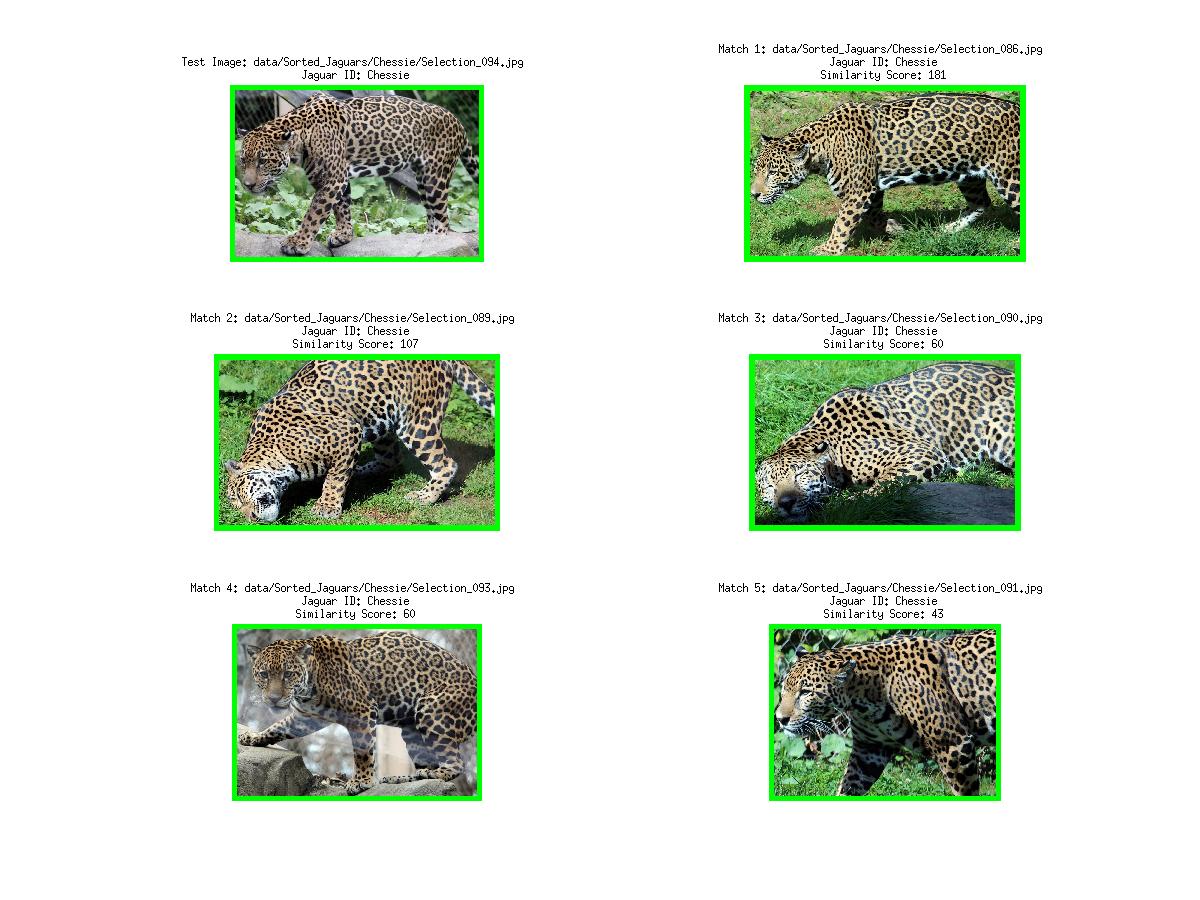 Test Image: data/Sorted_Jaguars/Chessie/Selection_094.jpg
Jaguar ID: Chessie
Match 1: data/Sorted_Jaguars/Chessie/Selection_086.jpg
Jaguar ID: Chessie
Similarity Score: 181
Match 2: data/Sorted_Jaguars/Chessie/Selection_089.jpg
Jaguar ID: Chessie
Similarity Score: 107
Match 3: data/Sorted_Jaguars/Chessie/Selection_090.jpg
Jaguar ID: Chessie
Similarity Score: 60
Match 4: data/Sorted_Jaguars/Chessie/Selection_093.jpg
Jaguar ID: Chessie
Similarity Score: 60
Match 5: data/Sorted_Jaguars/Chessie/Selection_091.jpg
Jaguar ID: Chessie
Similarity Score: 43